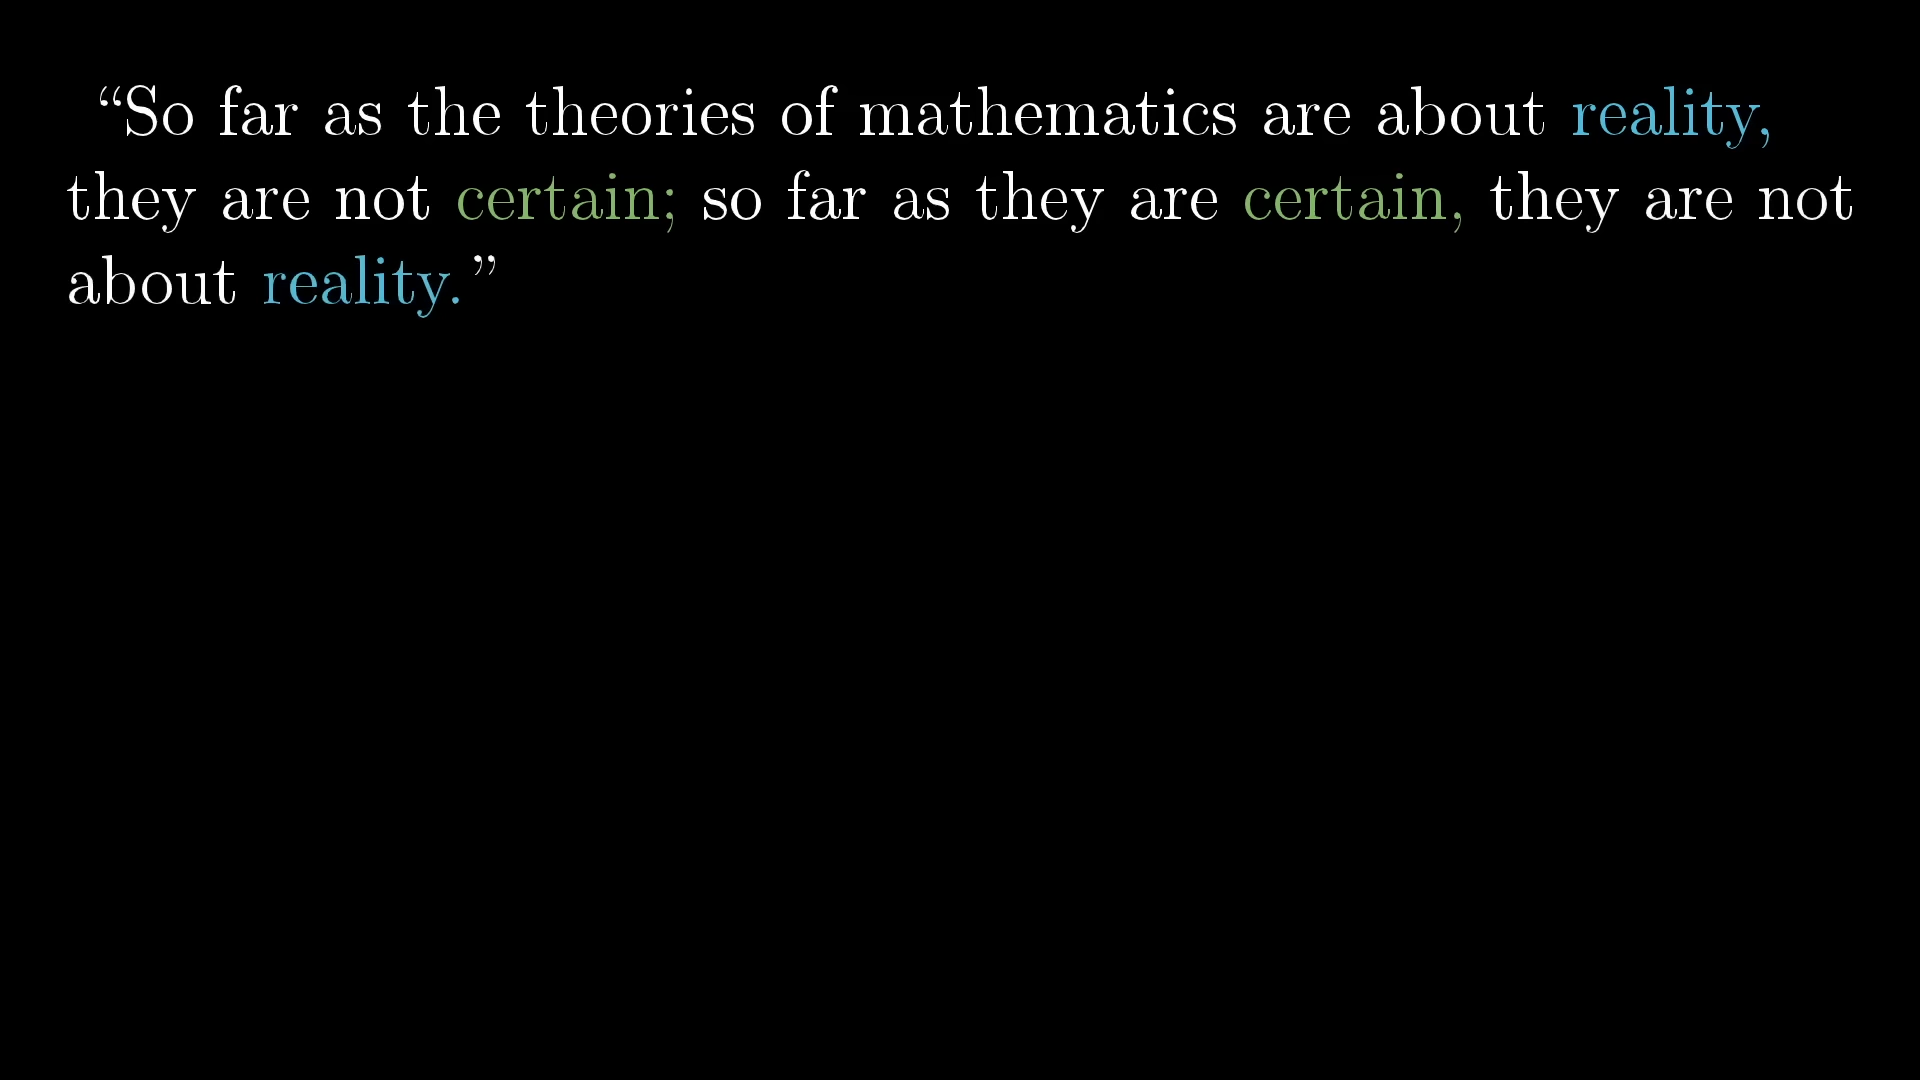 “So far as the theories of mathematics are about reality,
they are not certain; so far as they are certain, they are not
about reality.”